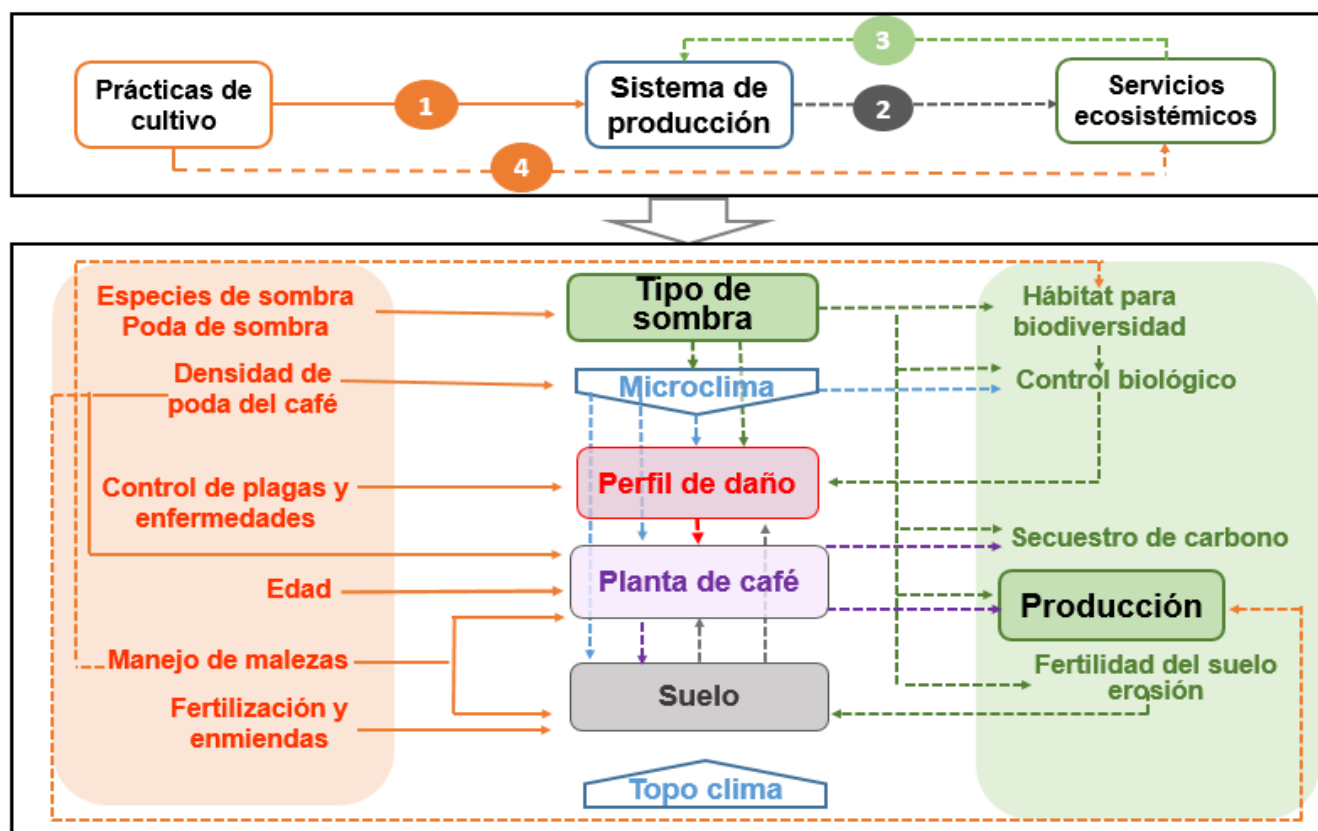 3
Prácticas de
cultivo
1
Sistema de
producción
2
Servicios
ecosistémicos
4
Especies de sombra
Poda de sombra
Tipo de
sombra
Hábitat para
biodiversidad
Densidad de
poda del café
Microclima
Control biológico
Control de plagas y
enfermedades
Perfil de daño
Secuestro de carbono
Edad
Planta de café
Producción
Manejo de malezas
Suelo
Fertilidad del suelo
erosión
Fertilización y
enmiendas
Topo clima